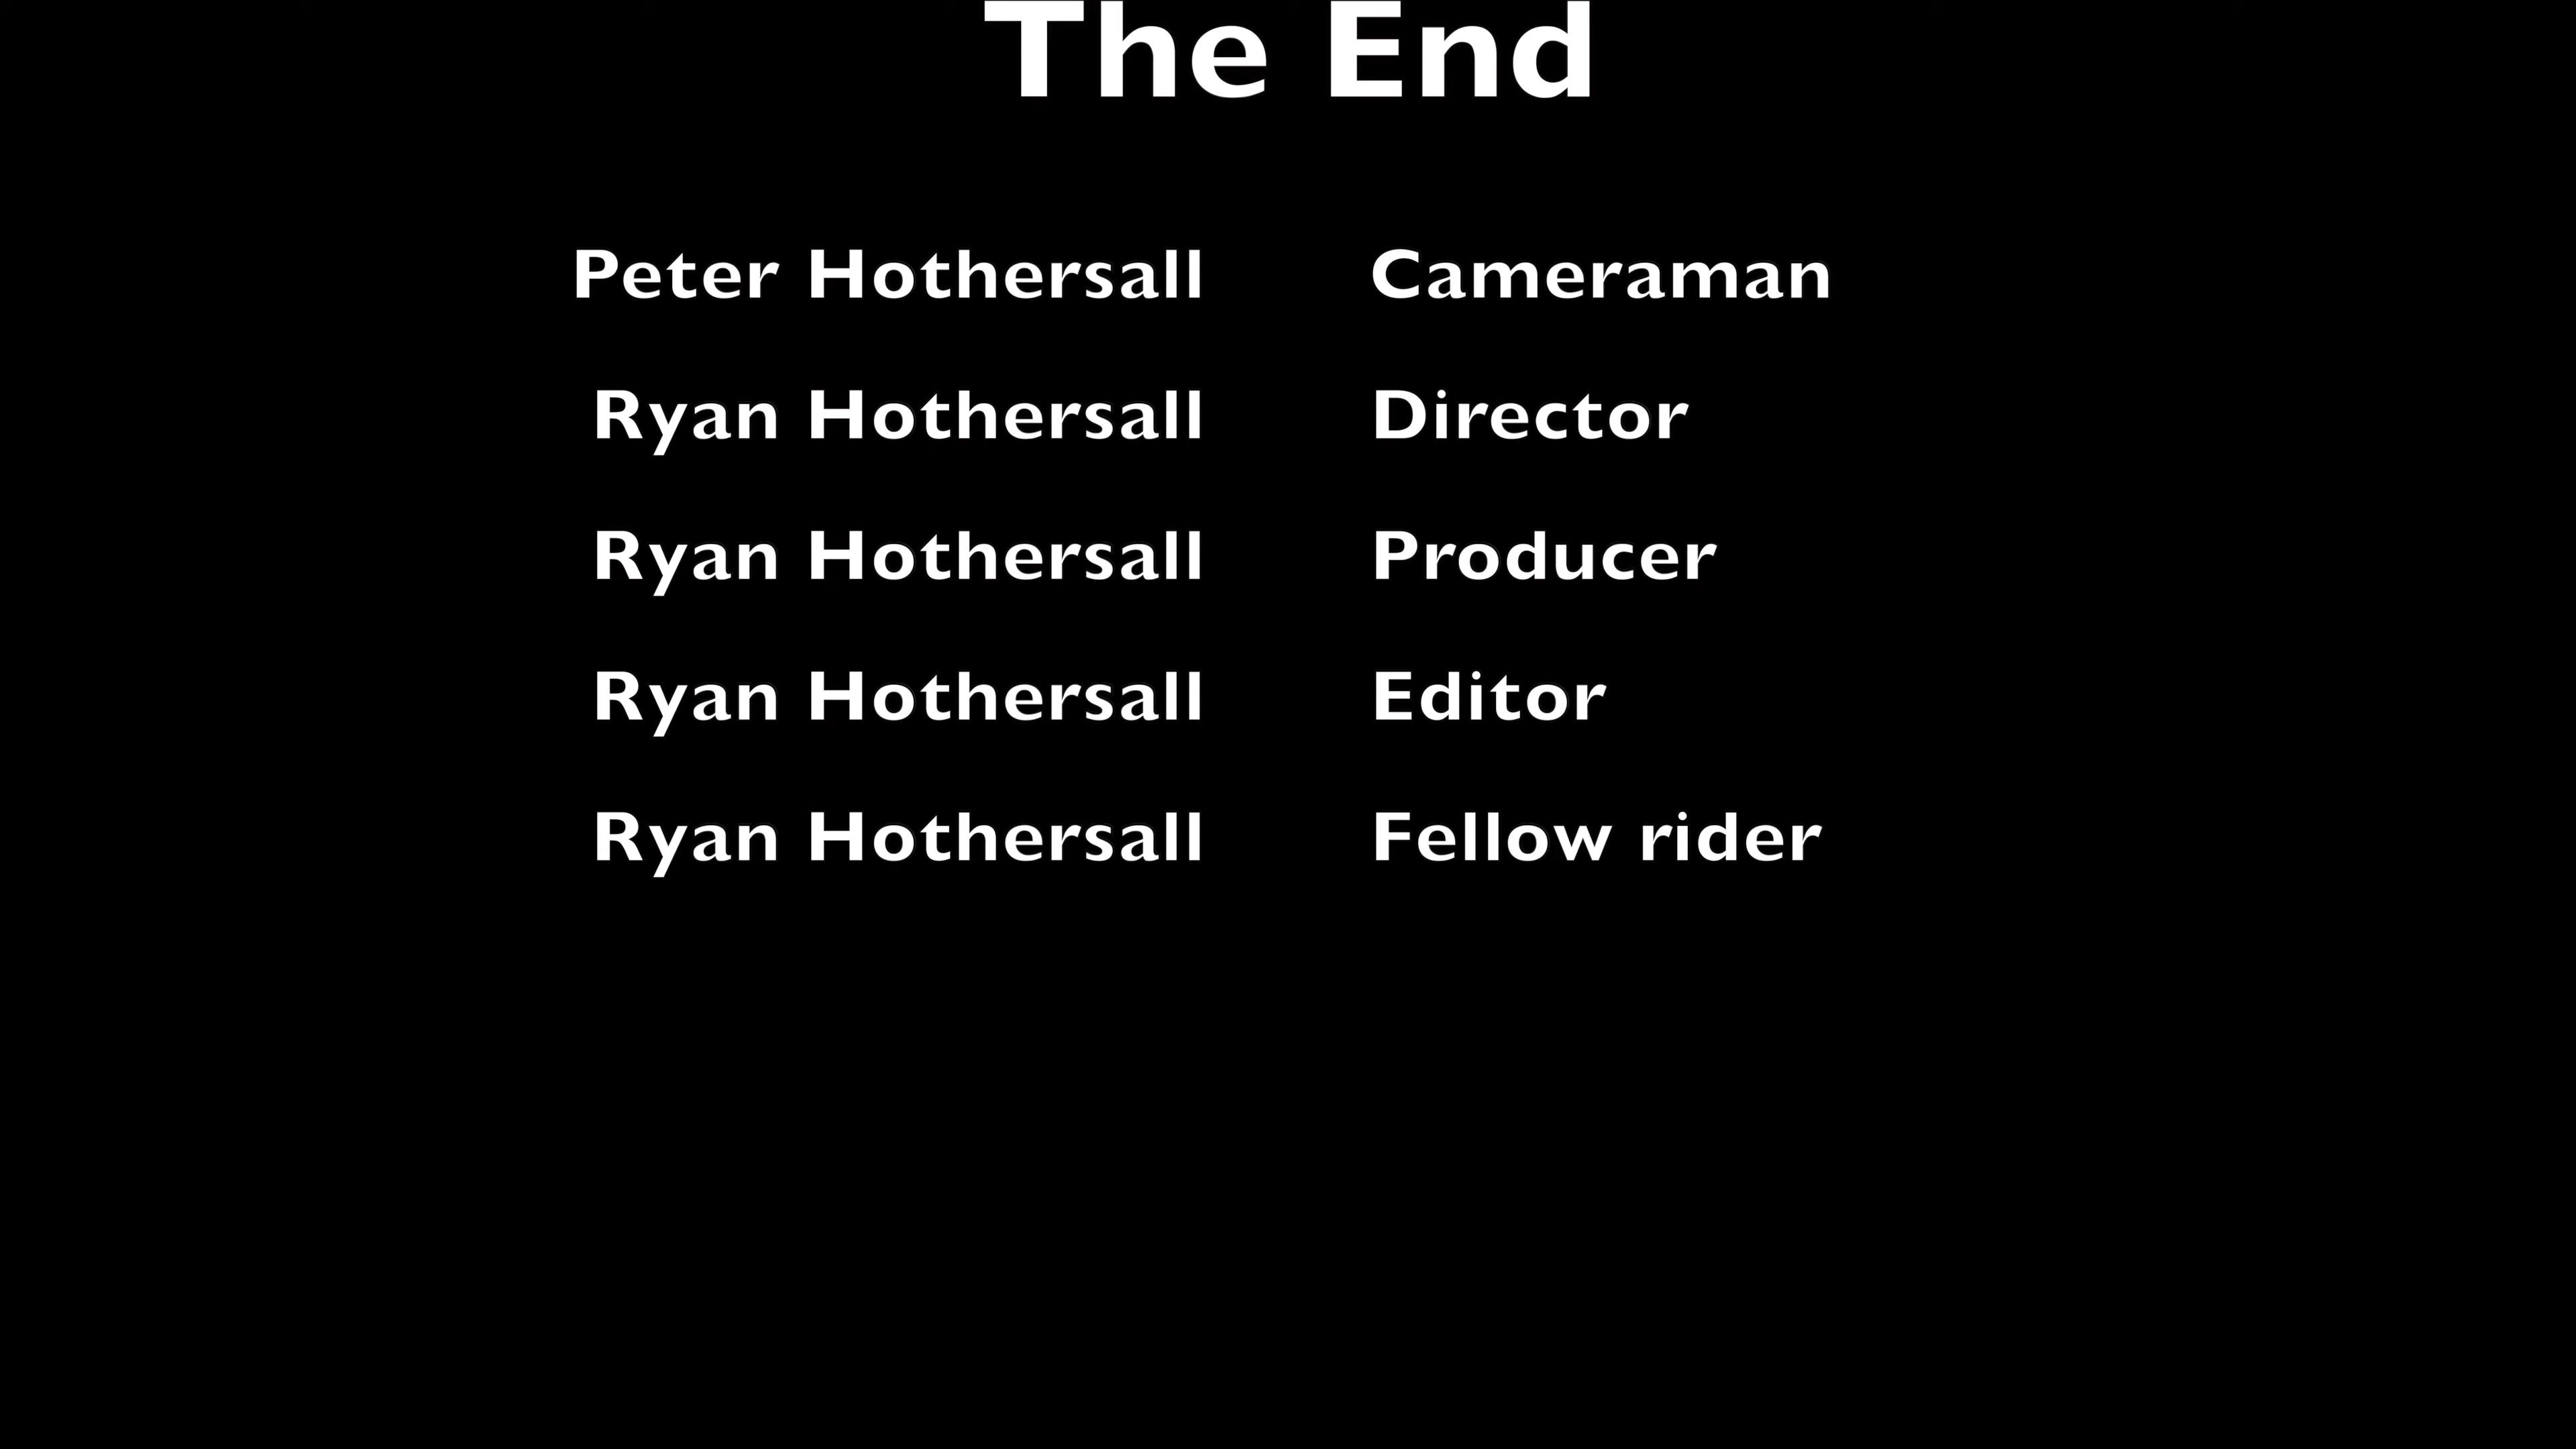 The End
Peter Hothersall Cameraman
Ryan Hothersall Director
Ryan Hothersall Producer
Ryan Hothersall Editor
Ryan Hothersall Fellow rider